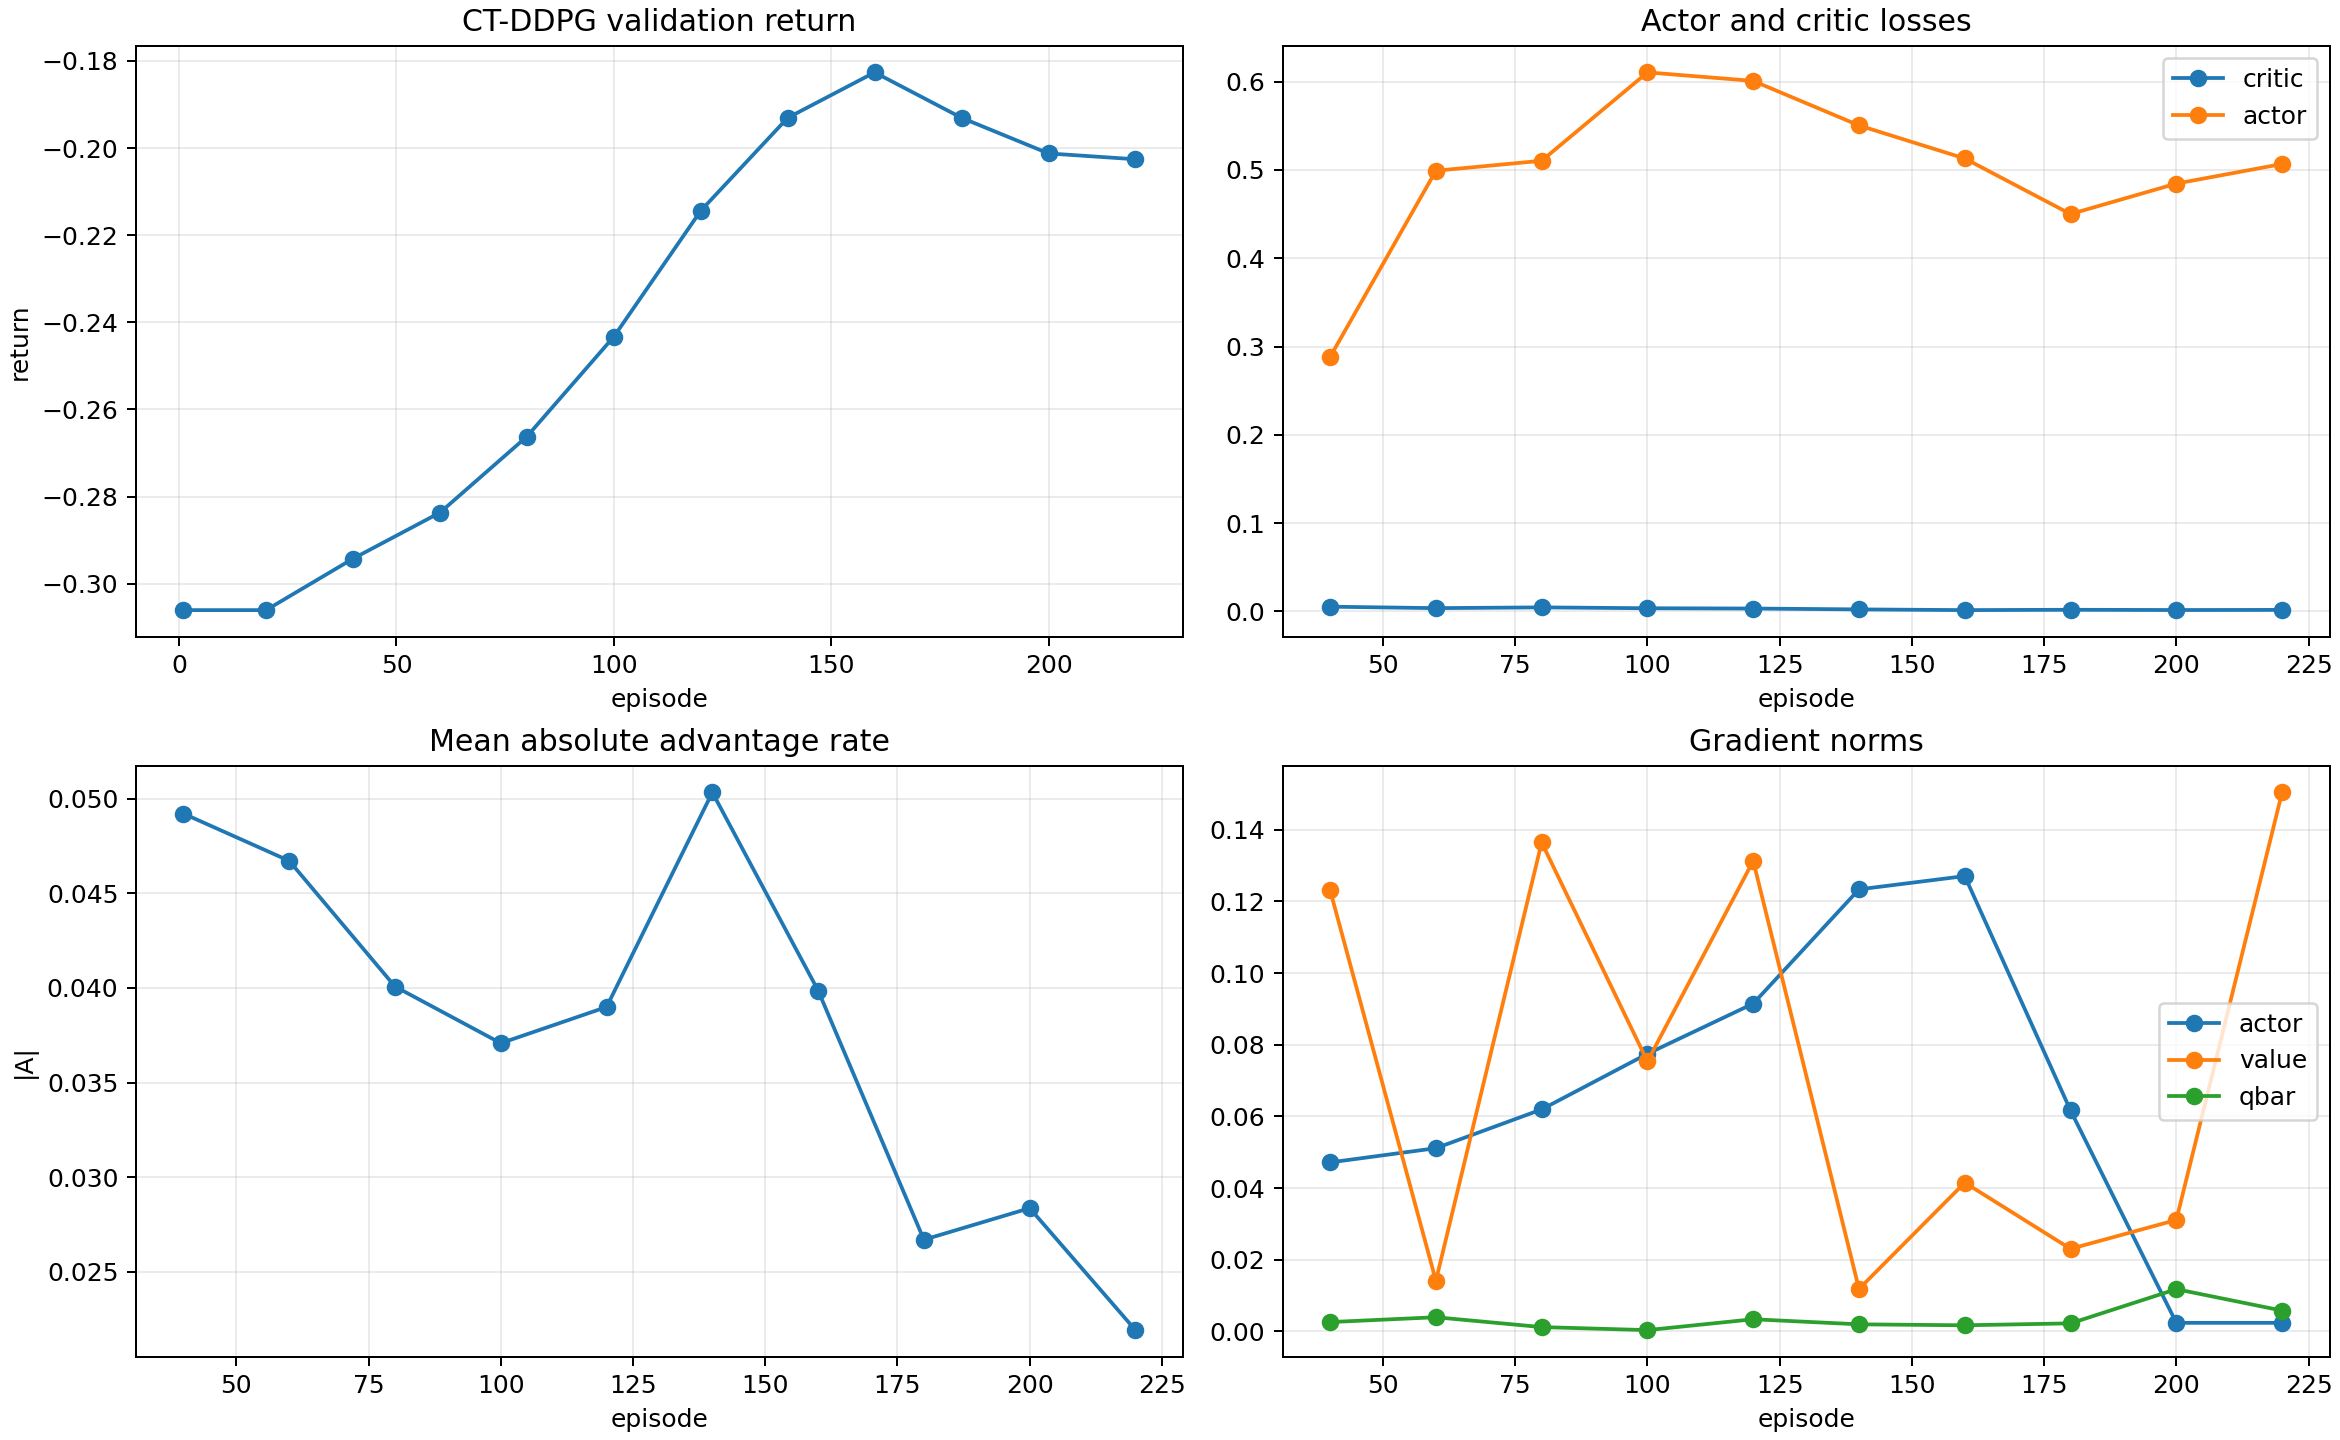 CT-DDPG validation return
−0.18
−0.20
−0.22
−0.24
−0.26
−0.28
−0.30
return
0 50 100 150 200
episode
Actor and critic losses
critic
actor
0.6
0.5
0.4
0.3
0.2
0.1
0.0
50 75 100 125 150 175 200 225
episode
Mean absolute advantage rate
0.050
0.045
0.040
0.035
0.030
0.025
|A|
50 75 100 125 150 175 200 225
episode
Gradient norms
0.14
0.12
0.10
0.08
0.06
0.04
0.02
0.00
actor
value
qbar
50 75 100 125 150 175 200 225
episode